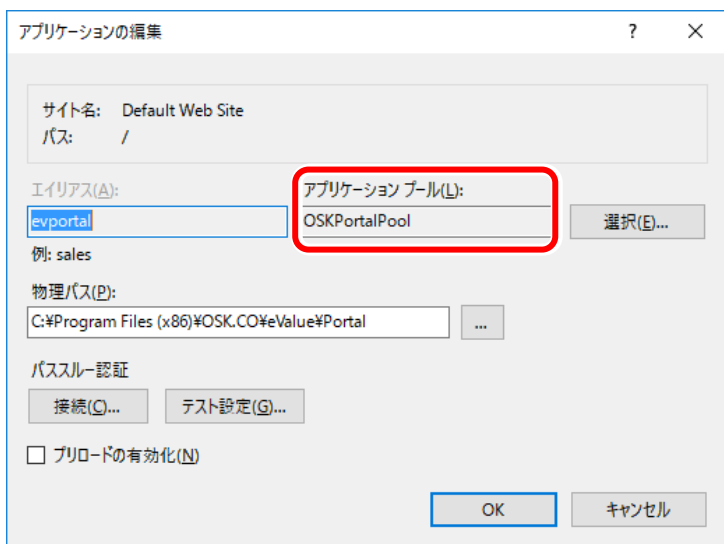 アプリケーションの編集 ? ×
サイト名: Default Web Site
パス: /
エイリアス(A): アプリケーション プール(L):
evportal OSKPortalPool 選択(E)...
例: sales
物理パス(P):
C:¥Program Files (x86)¥OSK.CO¥eValue¥Portal ...
パススルー認証
接続(C)... テスト設定(G)...
プリロードの有効化(N)
OK キャンセル